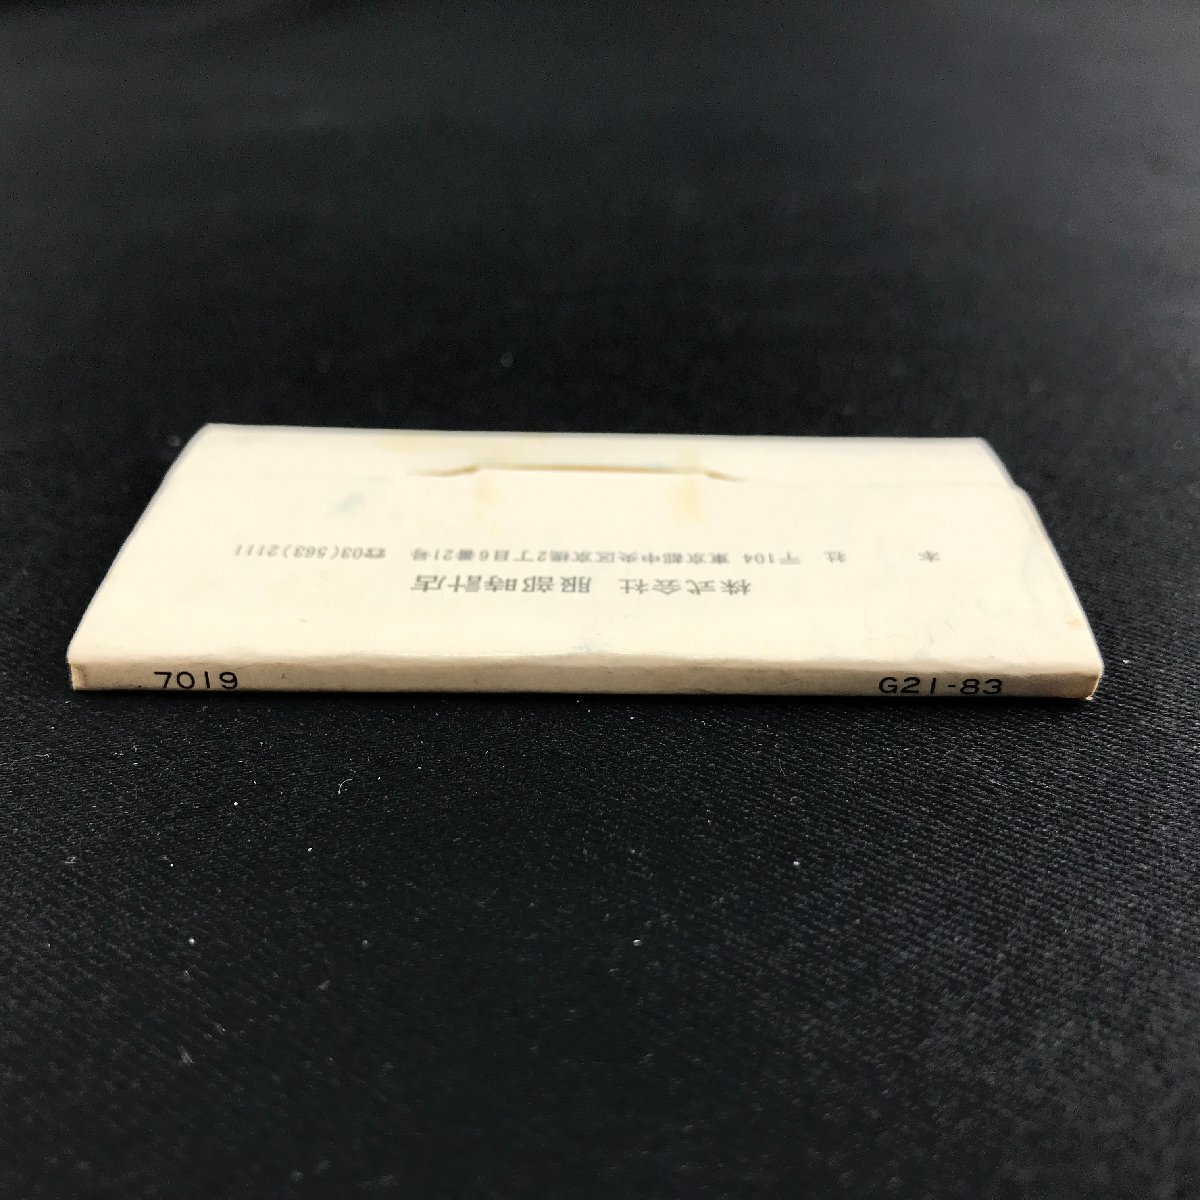 株式会社 服部時計店
本 社 〒104 東京都中央区京橋2丁目6番21号 ☎03(563)2111
7019 G21-83